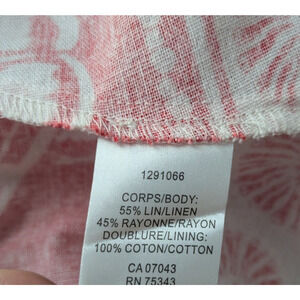 1291066
CORPS/BODY:
55% LIN/LINEN
45% RAYONNE/RAYON
DOUBLURE/LINING:
100% COTON/COTTON
CA 07043
RN 75343